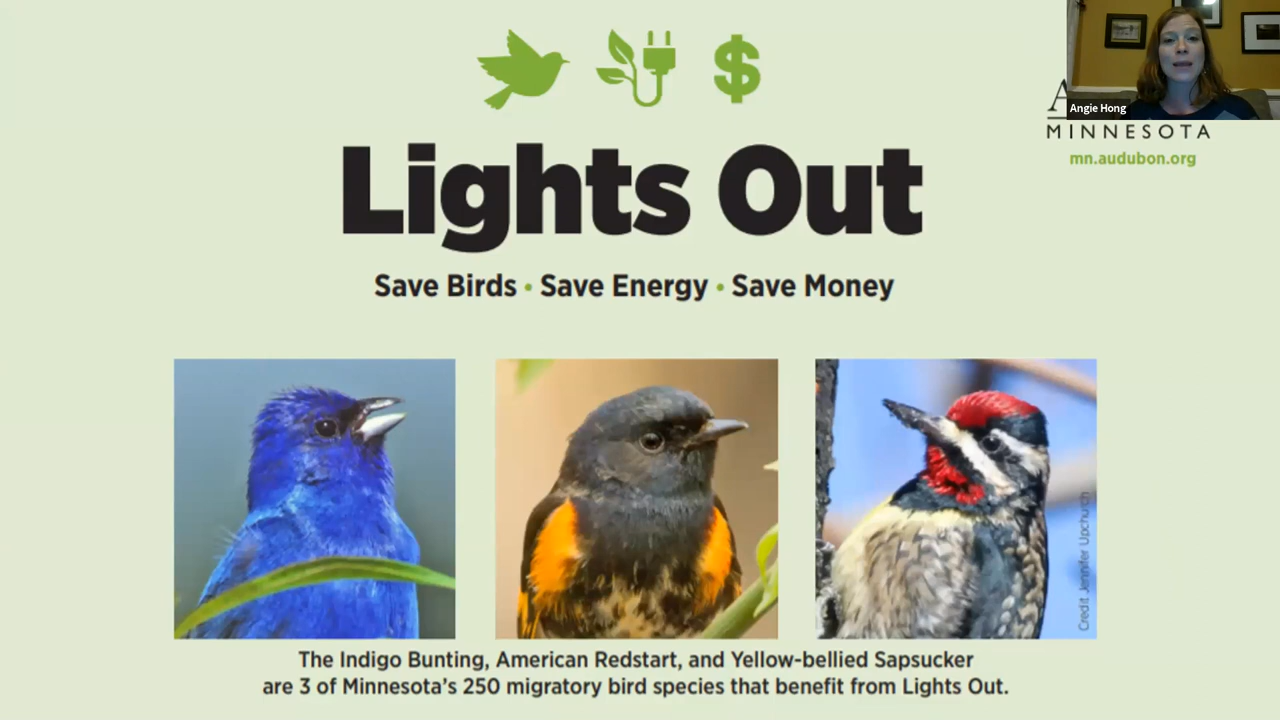 Angie Hong
MINNESOTA
mn.audubon.org
Lights Out
Save Birds • Save Energy • Save Money
Credit Jennifer Upchurch
The Indigo Bunting, American Redstart, and Yellow-bellied Sapsucker
are 3 of Minnesota's 250 migratory bird species that benefit from Lights Out.